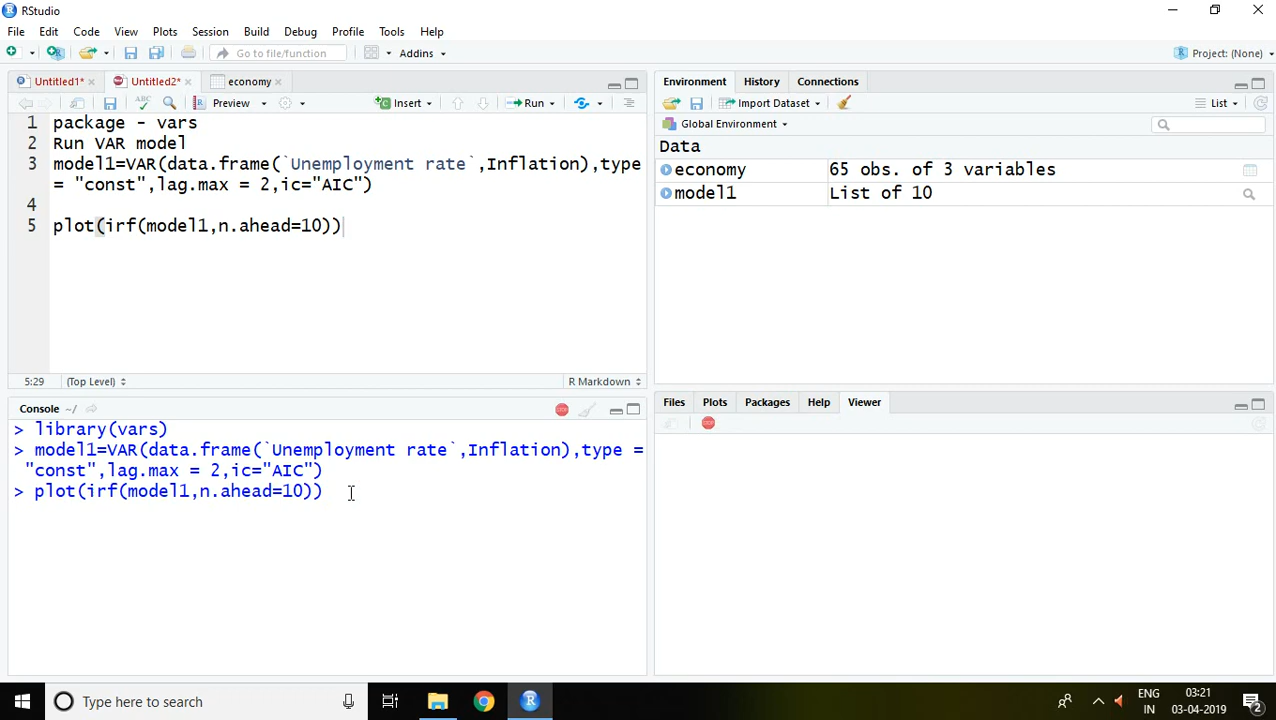 RStudio
File Edit Code View Plots Session Build Debug Profile Tools Help
Go to file/function Addins Project: (None)
Untitled1* Untitled2* economy
Preview Insert Run
1 package - vars
2 Run VAR model
3 model1=VAR(data.frame(`Unemployment rate`,Inflation),type
= "const",lag.max = 2,ic="AIC")
4
5 plot(irf(model1,n.ahead=10))
5:29 (Top Level) R Markdown
Console ~/
> library(vars)
> model1=VAR(data.frame(`Unemployment rate`,Inflation),type =
"const",lag.max = 2,ic="AIC")
> plot(irf(model1,n.ahead=10))
Environment History Connections
Import Dataset List
Global Environment
Data
economy 65 obs. of 3 variables
model1 List of 10
Files Plots Packages Help Viewer
Type here to search
ENG 03:21
IN 03-04-2019 2